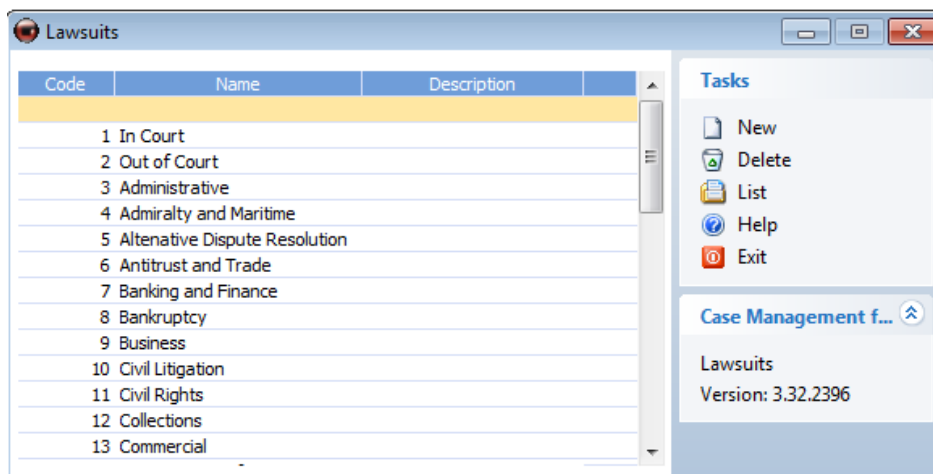 Lawsuits
Code Name Description
1 In Court
2 Out of Court
3 Administrative
4 Admiralty and Maritime
5 Altenative Dispute Resolution
6 Antitrust and Trade
7 Banking and Finance
8 Bankruptcy
9 Business
10 Civil Litigation
11 Civil Rights
12 Collections
13 Commercial
Tasks
New
Delete
List
Help
Exit
Case Management f...
Lawsuits
Version: 3.32.2396